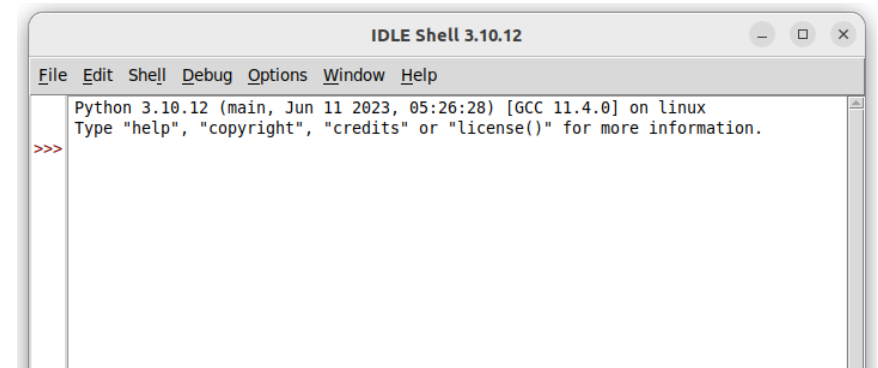 IDLE Shell 3.10.12
File Edit Shell Debug Options Window Help
Python 3.10.12 (main, Jun 11 2023, 05:26:28) [GCC 11.4.0] on linux
Type "help", "copyright", "credits" or "license()" for more information.
>>>